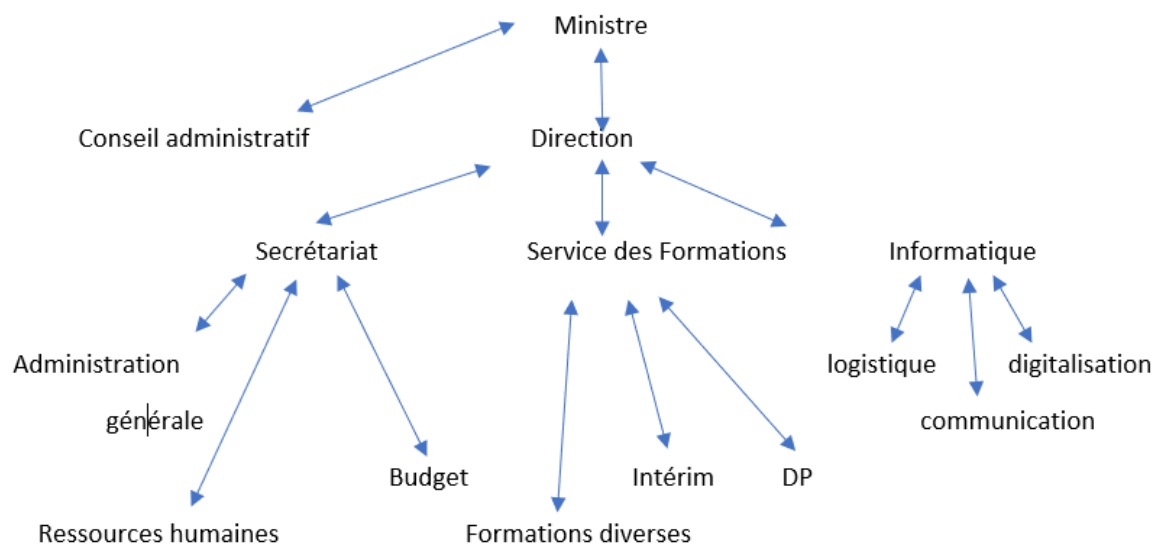 Ministre
Conseil administratif Direction
Secrétariat Service des Formations Informatique
Administration logistique digitalisation
générale communication
Budget Intérim DP
Ressources humaines Formations diverses